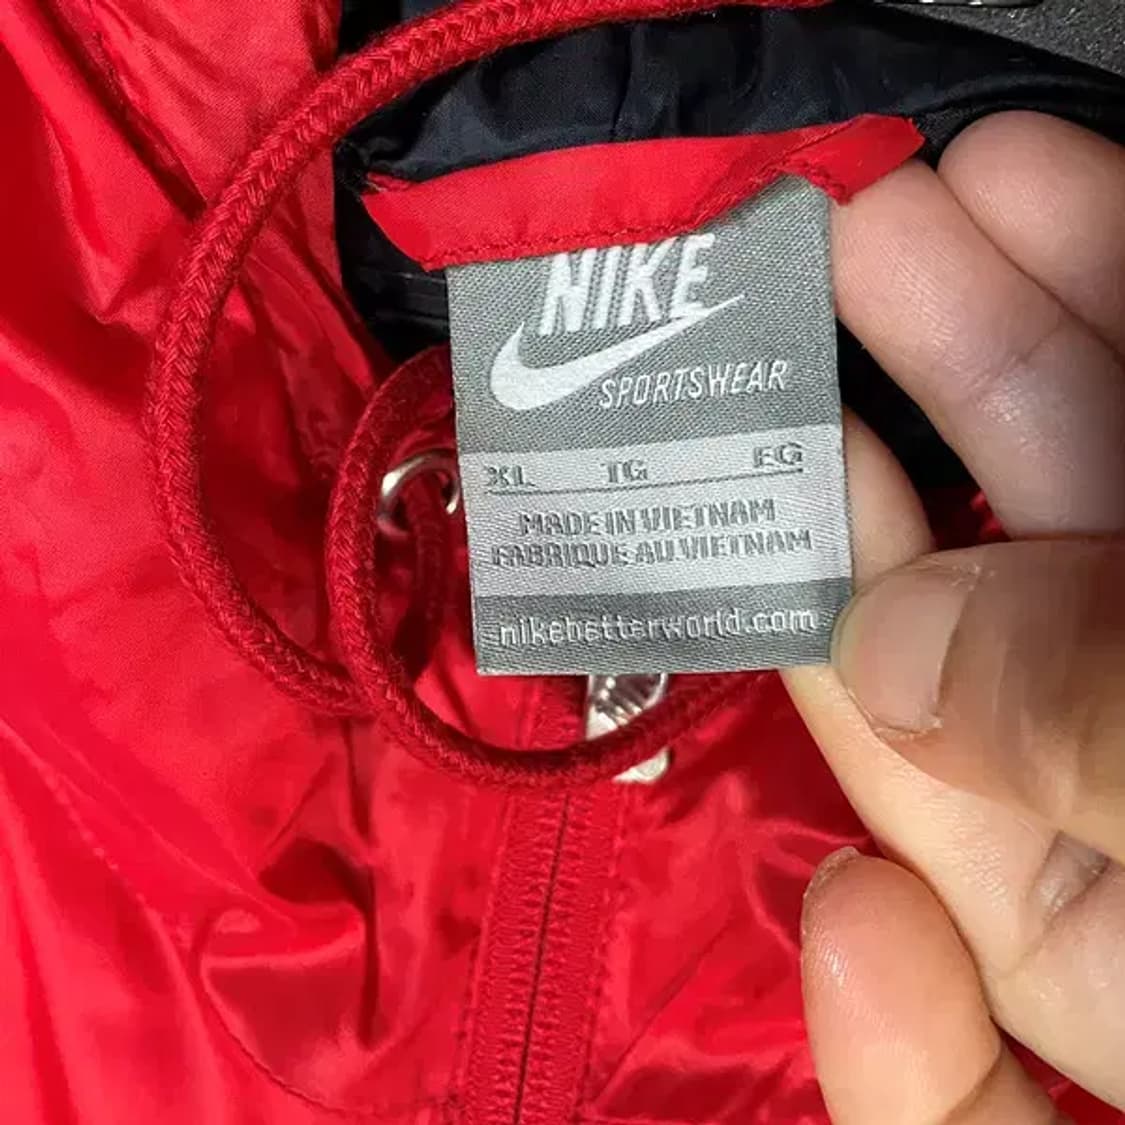 NIKE
SPORTSWEAR
XL TG EG
MADE IN VIETNAM
FABRIQUE AU VIETNAM
nikebetterworld.com